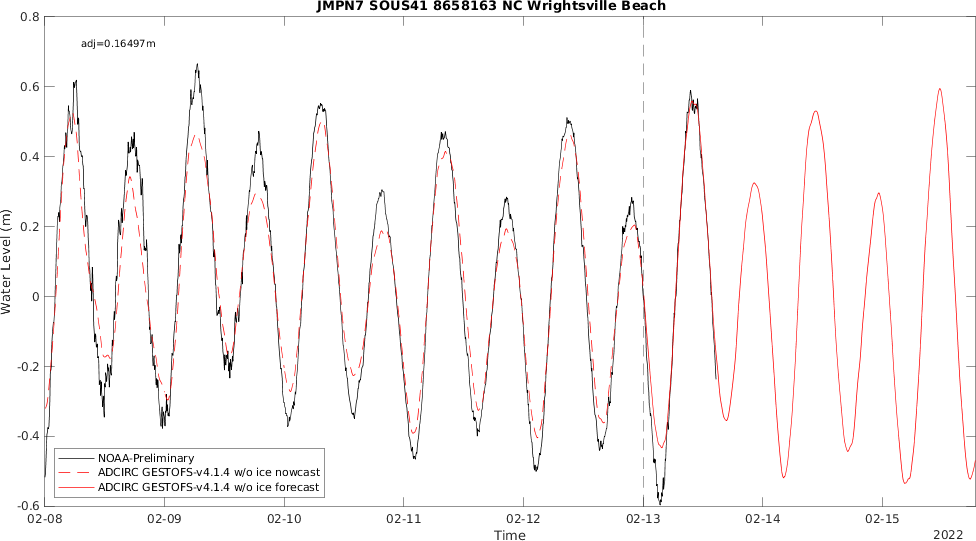 JMPN7 SOUS41 8658163 NC Wrightsville Beach
adj=0.16497m
0.8
0.6
0.4
0.2
0
-0.2
-0.4
-0.6
Water Level (m)
NOAA-Preliminary
ADCIRC GESTOFS-v4.1.4 w/o ice nowcast
ADCIRC GESTOFS-v4.1.4 w/o ice forecast
02-08 02-09 02-10 02-11 02-12 02-13 02-14 02-15
Time
2022